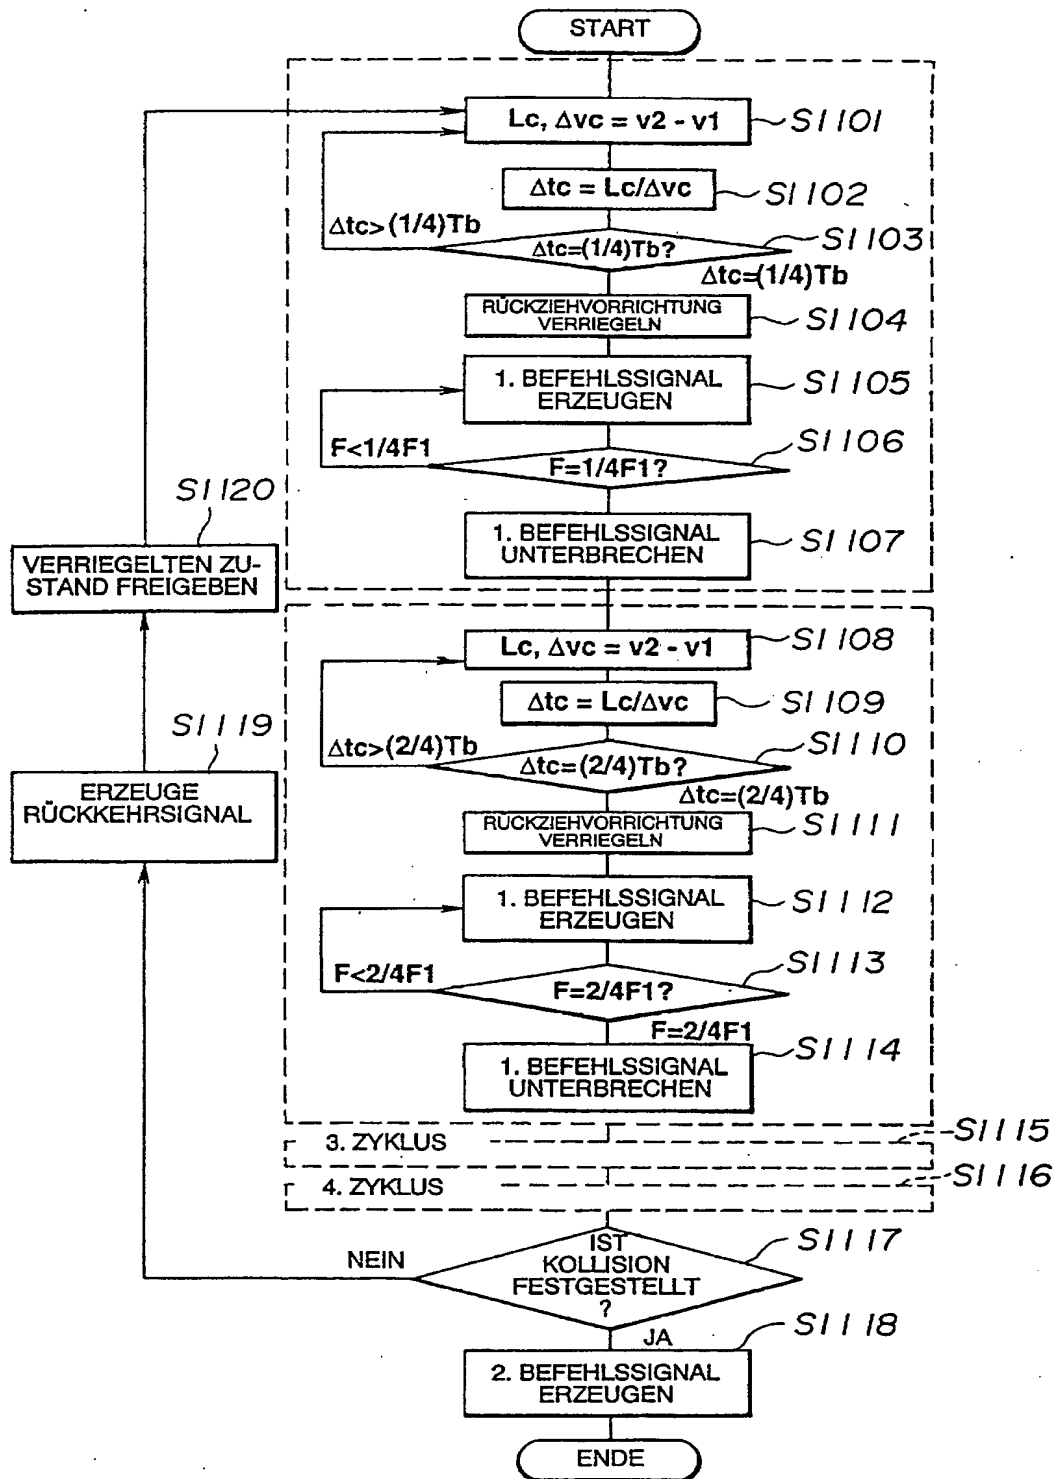 START
Lc, Δvc = v2 - v1
S1101
Δtc = Lc/Δvc
S1102
Δtc>(1/4)Tb
Δtc=(1/4)Tb?
S1103
Δtc=(1/4)Tb
RÜCKZIEHVORRICHTUNG
VERRIEGELN
S1104
1. BEFEHLSSIGNAL
ERZEUGEN
S1105
F<1/4F1
F=1/4F1?
S1106
1. BEFEHLSSIGNAL
UNTERBRECHEN
S1107
S1120
VERRIEGELTEN ZU-
STAND FREIGEBEN
Lc, Δvc = v2 - v1
S1108
Δtc = Lc/Δvc
S1109
Δtc>(2/4)Tb
Δtc=(2/4)Tb?
S1110
Δtc=(2/4)Tb
S1119
ERZEUGE
RÜCKKEHRSIGNAL
RÜCKZIEHVORRICHTUNG
VERRIEGELN
S1111
1. BEFEHLSSIGNAL
ERZEUGEN
S1112
F<2/4F1
F=2/4F1?
S1113
F=2/4F1
1. BEFEHLSSIGNAL
UNTERBRECHEN
S1114
3. ZYKLUS
S1115
4. ZYKLUS
S1116
NEIN
IST
KOLLISION
FESTGESTELLT
?
S1117
JA
2. BEFEHLSSIGNAL
ERZEUGEN
S1118
ENDE